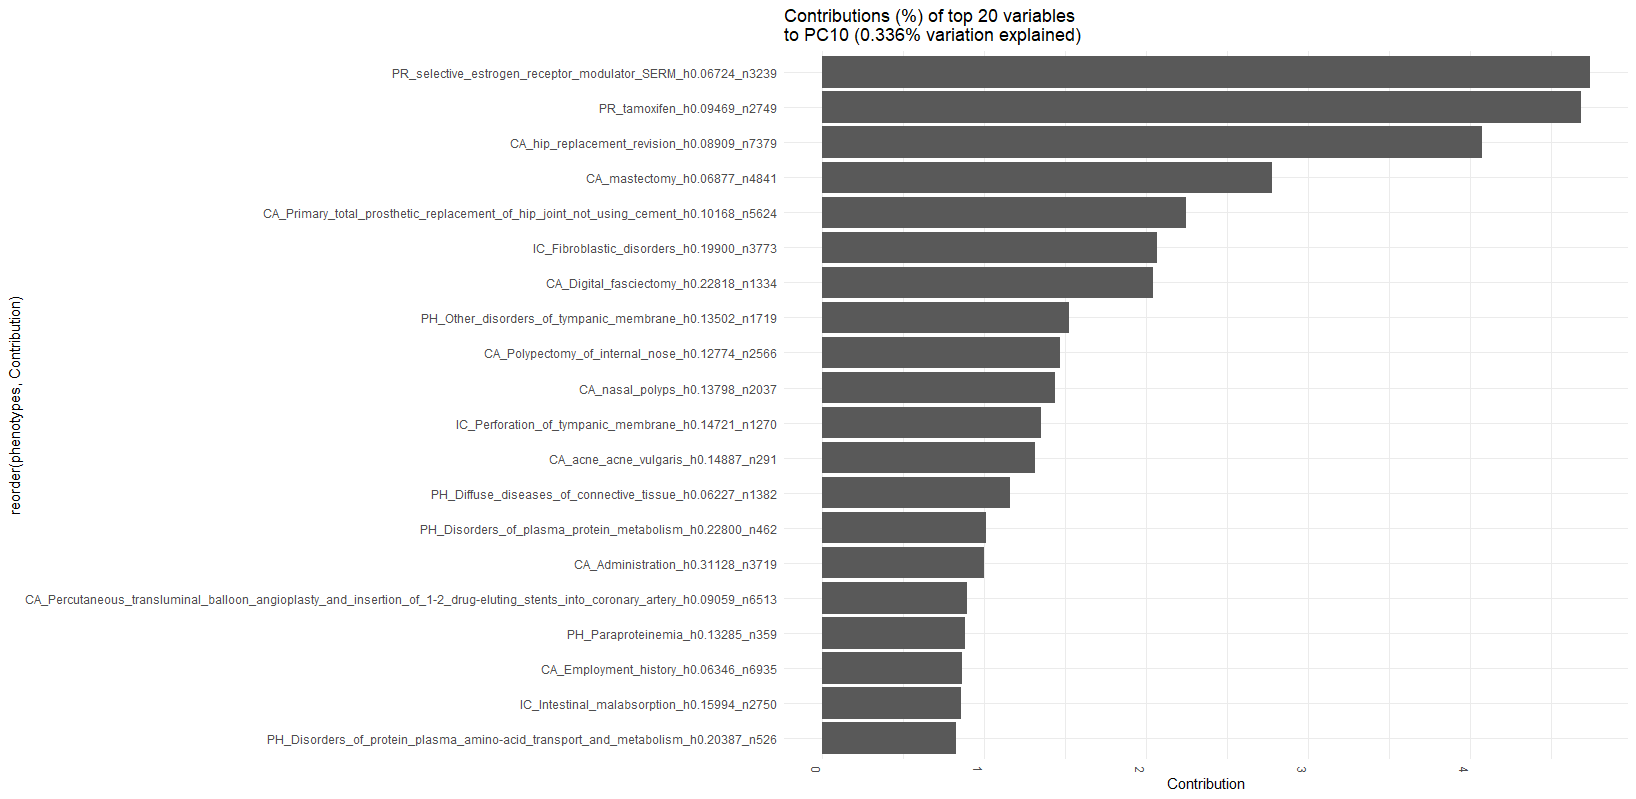 Contributions (%) of top 20 variables
to PC10 (0.336% variation explained)
reorder(phenotypes, Contribution)
PR_selective_estrogen_receptor_modulator_SERM_h0.06724_n3239
PR_tamoxifen_h0.09469_n2749
CA_hip_replacement_revision_h0.08909_n7379
CA_mastectomy_h0.06877_n4841
CA_Primary_total_prosthetic_replacement_of_hip_joint_not_using_cement_h0.10168_n5624
IC_Fibroblastic_disorders_h0.19900_n3773
CA_Digital_fasciectomy_h0.22818_n1334
PH_Other_disorders_of_tympanic_membrane_h0.13502_n1719
CA_Polypectomy_of_internal_nose_h0.12774_n2566
CA_nasal_polyps_h0.13798_n2037
IC_Perforation_of_tympanic_membrane_h0.14721_n1270
CA_acne_acne_vulgaris_h0.14887_n291
PH_Diffuse_diseases_of_connective_tissue_h0.06227_n1382
PH_Disorders_of_plasma_protein_metabolism_h0.22800_n462
CA_Administration_h0.31128_n3719
CA_Percutaneous_transluminal_balloon_angioplasty_and_insertion_of_1-2_drug-eluting_stents_into_coronary_artery_h0.09059_n6513
PH_Paraproteinemia_h0.13285_n359
CA_Employment_history_h0.06346_n6935
IC_Intestinal_malabsorption_h0.15994_n2750
PH_Disorders_of_protein_plasma_amino-acid_transport_and_metabolism_h0.20387_n526
0 1 2 3 4
Contribution